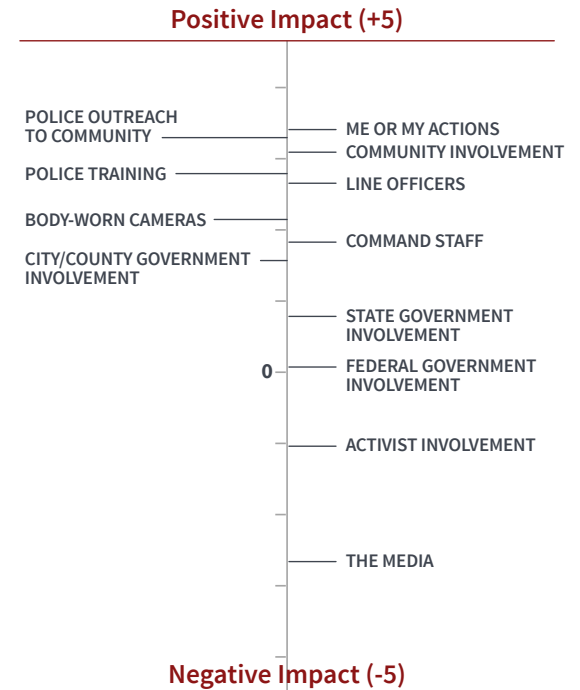 Positive Impact (+5)
POLICE OUTREACH
TO COMMUNITY
ME OR MY ACTIONS
COMMUNITY INVOLVEMENT
POLICE TRAINING
LINE OFFICERS
BODY-WORN CAMERAS
COMMAND STAFF
CITY/COUNTY GOVERNMENT
INVOLVEMENT
STATE GOVERNMENT
INVOLVEMENT
0
FEDERAL GOVERNMENT
INVOLVEMENT
ACTIVIST INVOLVEMENT
THE MEDIA
Negative Impact (-5)